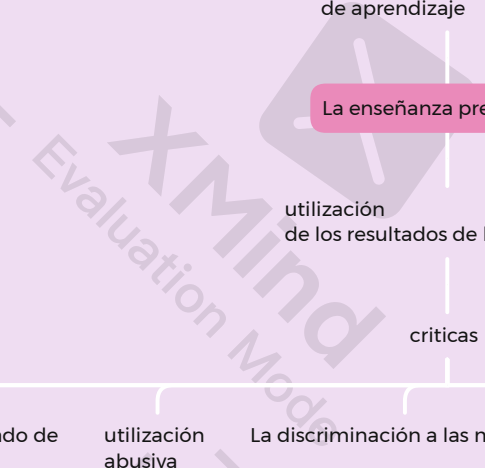 de aprendizaje
La enseñanza pre
utilización
de los resultados de l
criticas
do de
utilización
abusiva
La discriminación a las n
XMind
Evaluation Mode